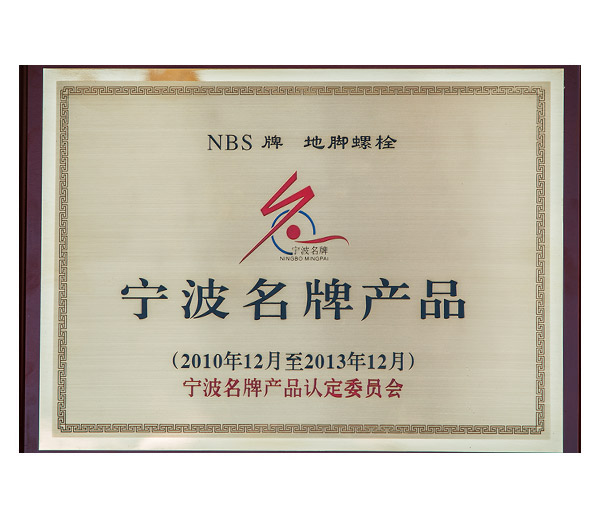 NBS 牌 地脚螺栓
宁波名牌
NINGBO MINGPAI
宁波名牌产品
(2010年12月至2013年12月)
宁波名牌产品认定委员会